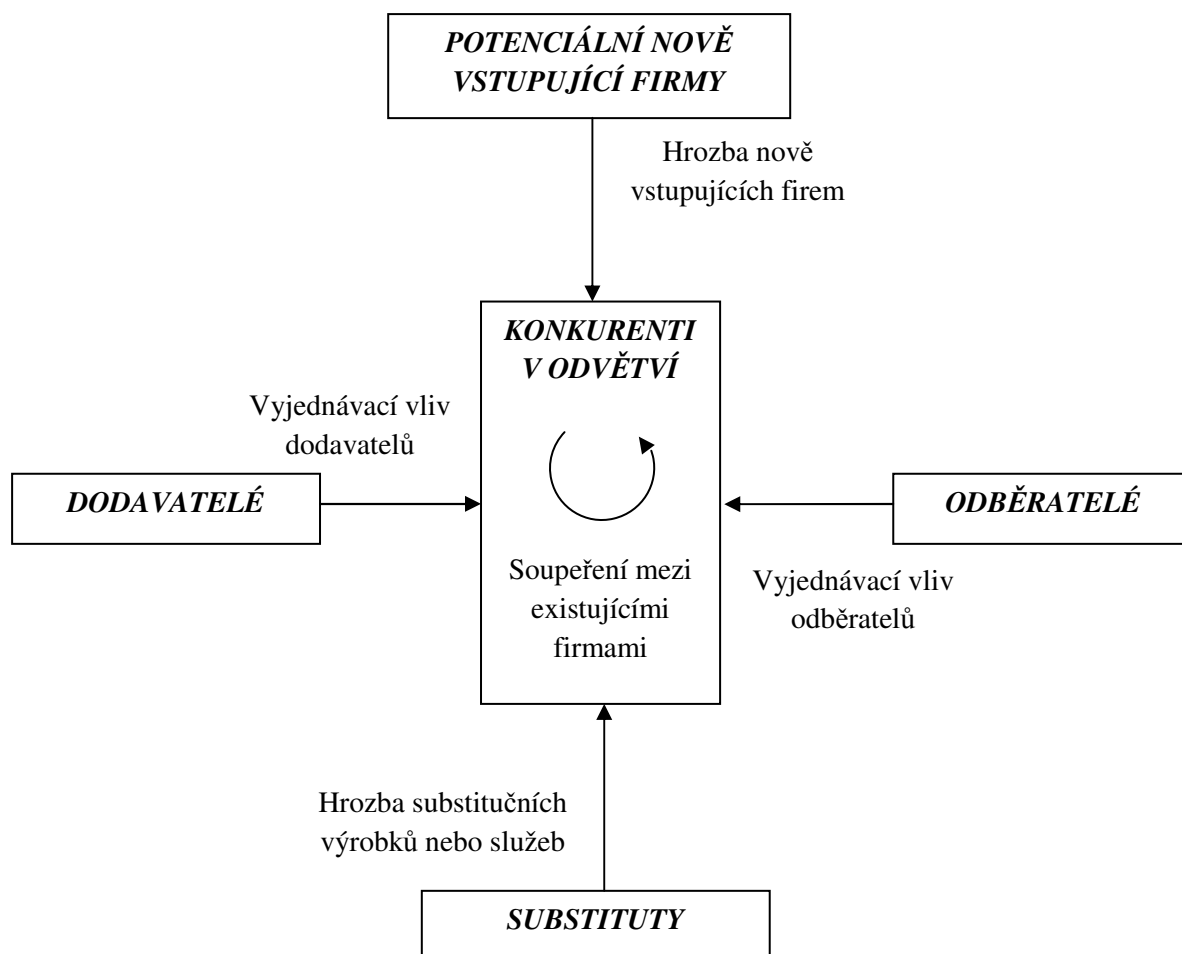 POTENCIÁLNÍ NOVĚ
VSTUPUJÍCÍ FIRMY
Hrozba nově
vstupujících firem
KONKURENTI
V ODVĚTVÍ
Vyjednávací vliv
dodavatelů
DODAVATELÉ
ODBĚRATELÉ
Soupeření mezi
existujícími
firmami
Vyjednávací vliv
odběratelů
Hrozba substitučních
výrobků nebo služeb
SUBSTITUTY